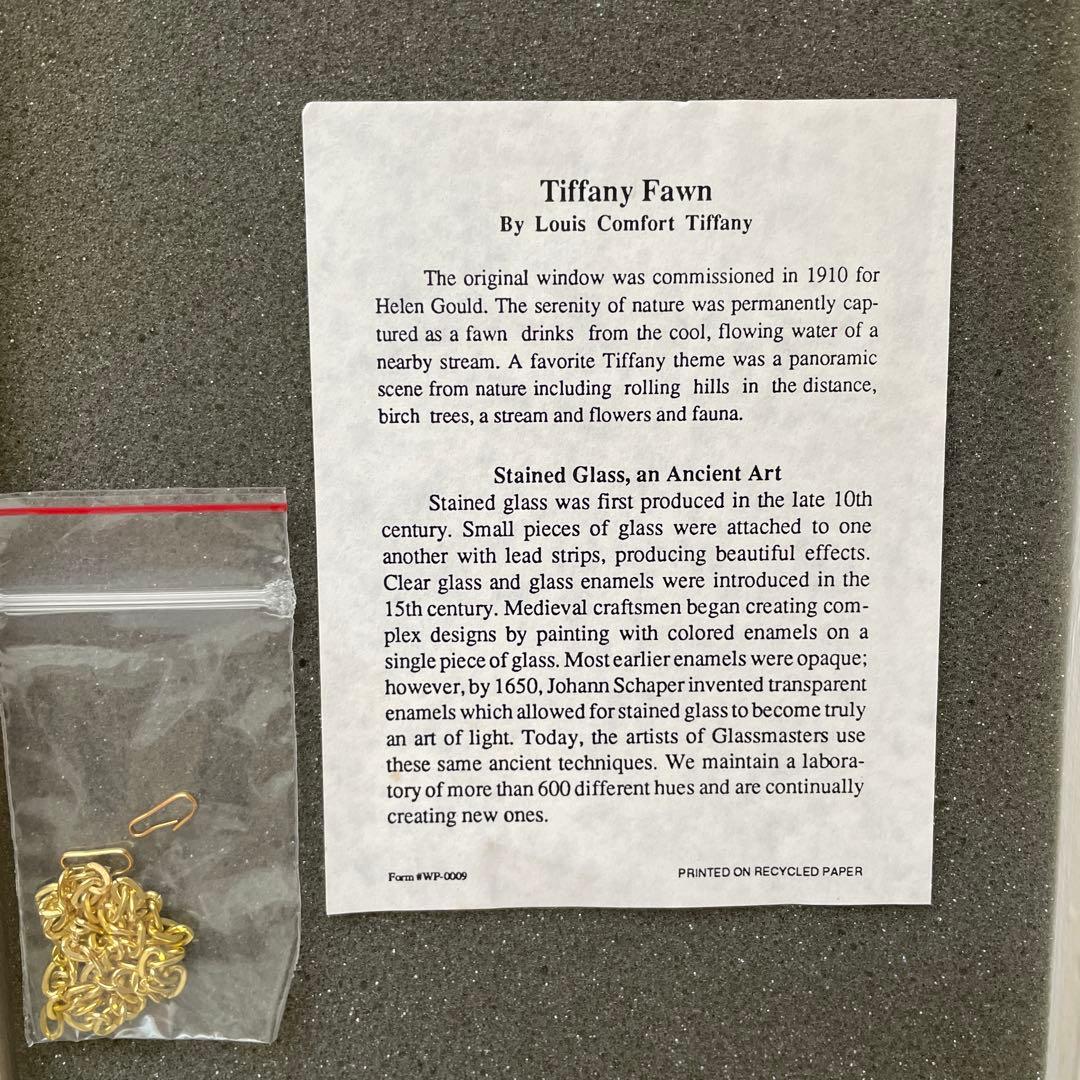 Tiffany Fawn
By Louis Comfort Tiffany
The original window was commissioned in 1910 for
Helen Gould. The serenity of nature was permanently cap-
tured as a fawn drinks from the cool, flowing water of a
nearby stream. A favorite Tiffany theme was a panoramic
scene from nature including rolling hills in the distance,
birch trees, a stream and flowers and fauna.
Stained Glass, an Ancient Art
Stained glass was first produced in the late 10th
century. Small pieces of glass were attached to one
another with lead strips, producing beautiful effects.
Clear glass and glass enamels were introduced in the
15th century. Medieval craftsmen began creating com-
plex designs by painting with colored enamels on a
single piece of glass. Most earlier enamels were opaque;
however, by 1650, Johann Schaper invented transparent
enamels which allowed for stained glass to become truly
an art of light. Today, the artists of Glassmasters use
these same ancient techniques. We maintain a labora-
tory of more than 600 different hues and are continually
creating new ones.
Form #WP-0009
PRINTED ON RECYCLED PAPER